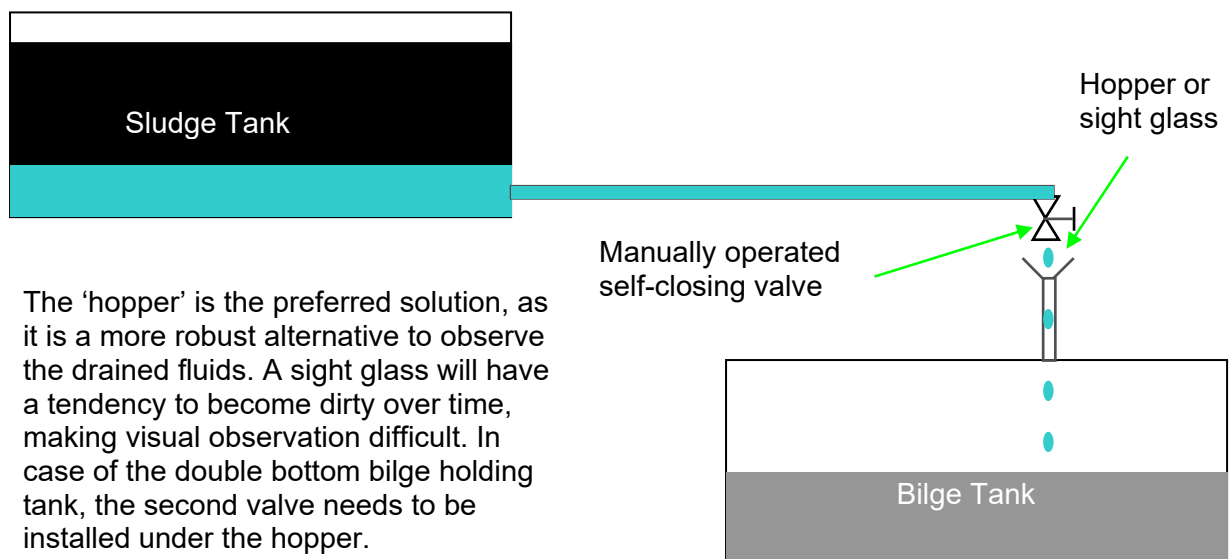 Sludge Tank
Hopper or
sight glass
Manually operated
self-closing valve
The ‘hopper’ is the preferred solution, as
it is a more robust alternative to observe
the drained fluids. A sight glass will have
a tendency to become dirty over time,
making visual observation difficult. In
case of the double bottom bilge holding
tank, the second valve needs to be
installed under the hopper.
Bilge Tank